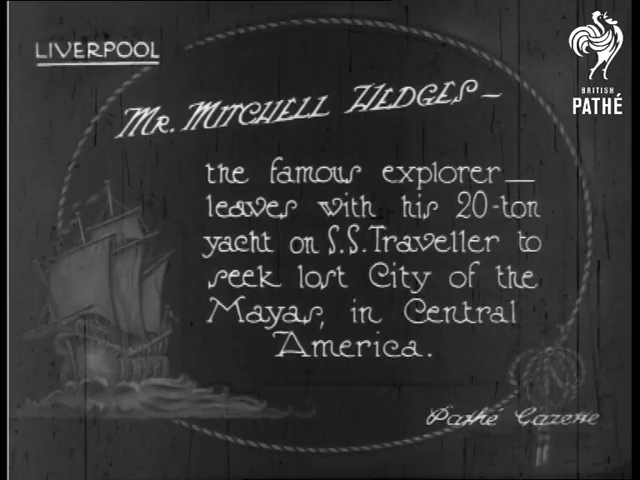 LIVERPOOL
BRITISH
PATHÉ
MR. MITCHELL HEDGES —
the famous explorer —
leaves with his 20-ton
yacht on S.S. Traveller to
seek lost City of the
Mayas, in Central
America.
Pathé Gazette